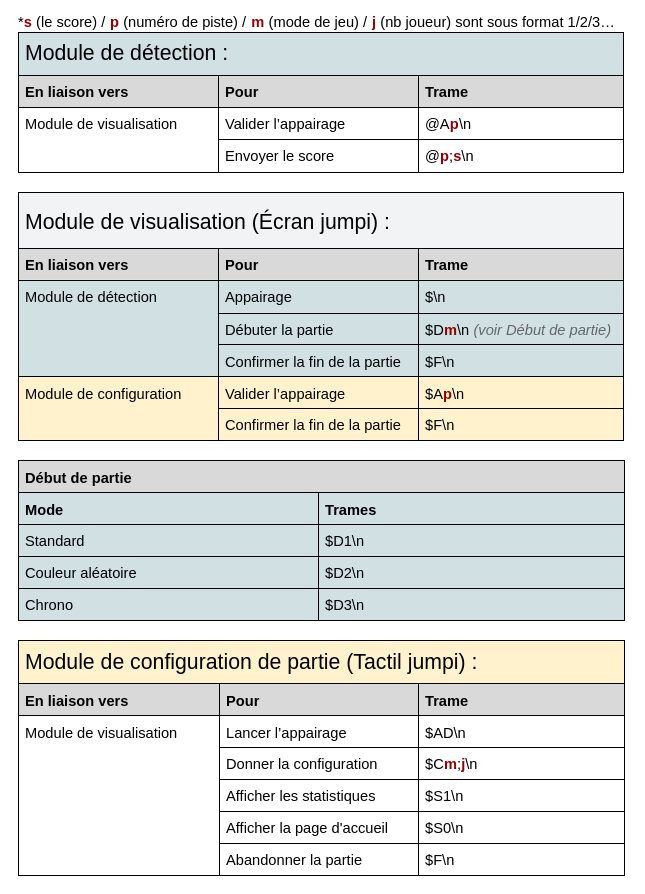 *s (le score) / p (numéro de piste) / m (mode de jeu) / j (nb joueur) sont sous format 1/2/3…
Module de détection :
En liaison vers Pour Trame
Module de visualisation Valider l’appairage @Ap\n
Envoyer le score @p;s\n
Module de visualisation (Écran jumpi) :
En liaison vers Pour Trame
Module de détection Appairage $\n
Débuter la partie $Dm\n (voir Début de partie)
Confirmer la fin de la partie $F\n
Module de configuration Valider l’appairage $Ap\n
Confirmer la fin de la partie $F\n
Début de partie
Mode Trames
Standard $D1\n
Couleur aléatoire $D2\n
Chrono $D3\n
Module de configuration de partie (Tactil jumpi) :
En liaison vers Pour Trame
Module de visualisation Lancer l’appairage $AD\n
Donner la configuration $Cm;j\n
Afficher les statistiques $S1\n
Afficher la page d'accueil $S0\n
Abandonner la partie $F\n